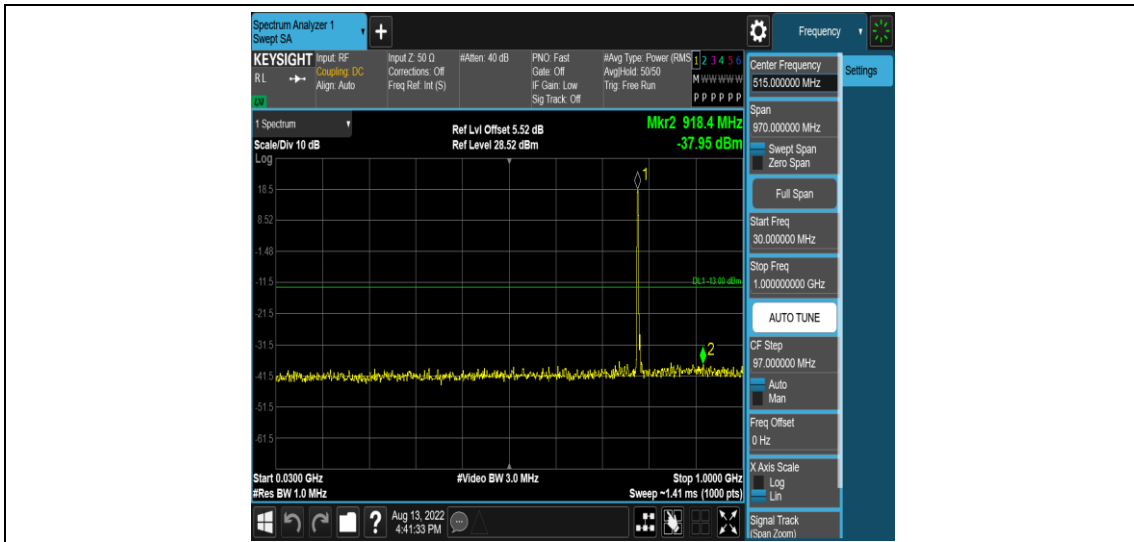 Spectrum Analyzer 1
Swept SA
+
Frequency
KEYSIGHT
RL
Input: RF
Coupling: DC
Align: Auto
Input Z: 50 Ω
Corrections: Off
Freq Ref: Int (S)
#Atten: 40 dB
PNO: Fast
Gate: Off
IF Gain: Low
Sig Track: Off
#Avg Type: Power (RMS
Avg|Hold: 50/50
Trig: Free Run
1 2 3 4 5 6
M W W W W W
P P P P P P
1 Spectrum
Scale/Div 10 dB
Log
Ref Lvl Offset 5.52 dB
Ref Level 28.52 dBm
Mkr2 918.4 MHz
-37.95 dBm
1
18.5
8.52
-1.48
-11.5
DL1 -13.00 dBm
-21.5
-31.5
2
-41.5
-51.5
-61.5
Start 0.0300 GHz
#Res BW 1.0 MHz
#Video BW 3.0 MHz
Stop 1.0000 GHz
Sweep ~1.41 ms (1000 pts)
?
Aug 13, 2022
4:41:33 PM
Center Frequency
515.000000 MHz
Settings
Span
970.000000 MHz
Swept Span
Zero Span
Full Span
Start Freq
30.000000 MHz
Stop Freq
1.000000000 GHz
AUTO TUNE
CF Step
97.000000 MHz
Auto
Man
Freq Offset
0 Hz
X Axis Scale
Log
Lin
Signal Track
(Span Zoom)